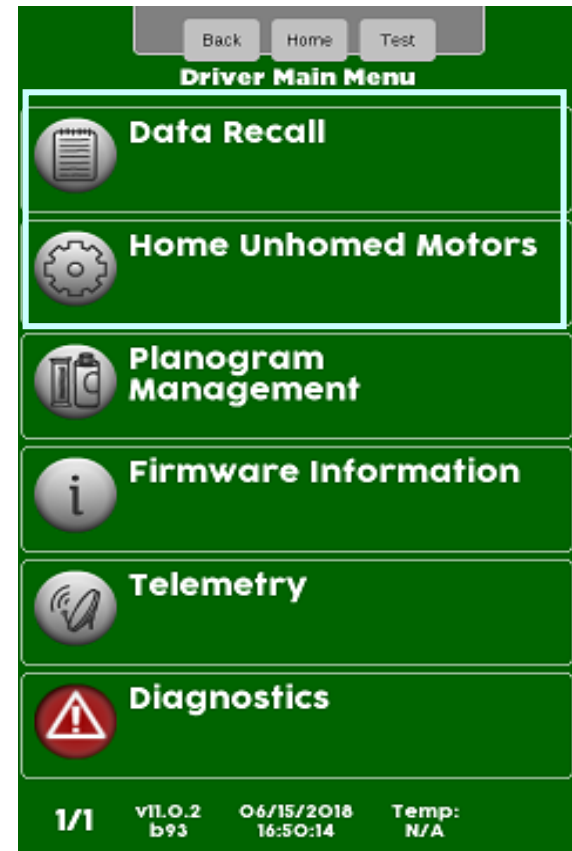 Back Home Test
Driver Main Menu
Data Recall
Home Unhomed Motors
Planogram
Management
i Firmware Information
Telemetry
Diagnostics
1/1 v11.0.2 06/15/2018 Temp:
b93 16:50:14 N/A